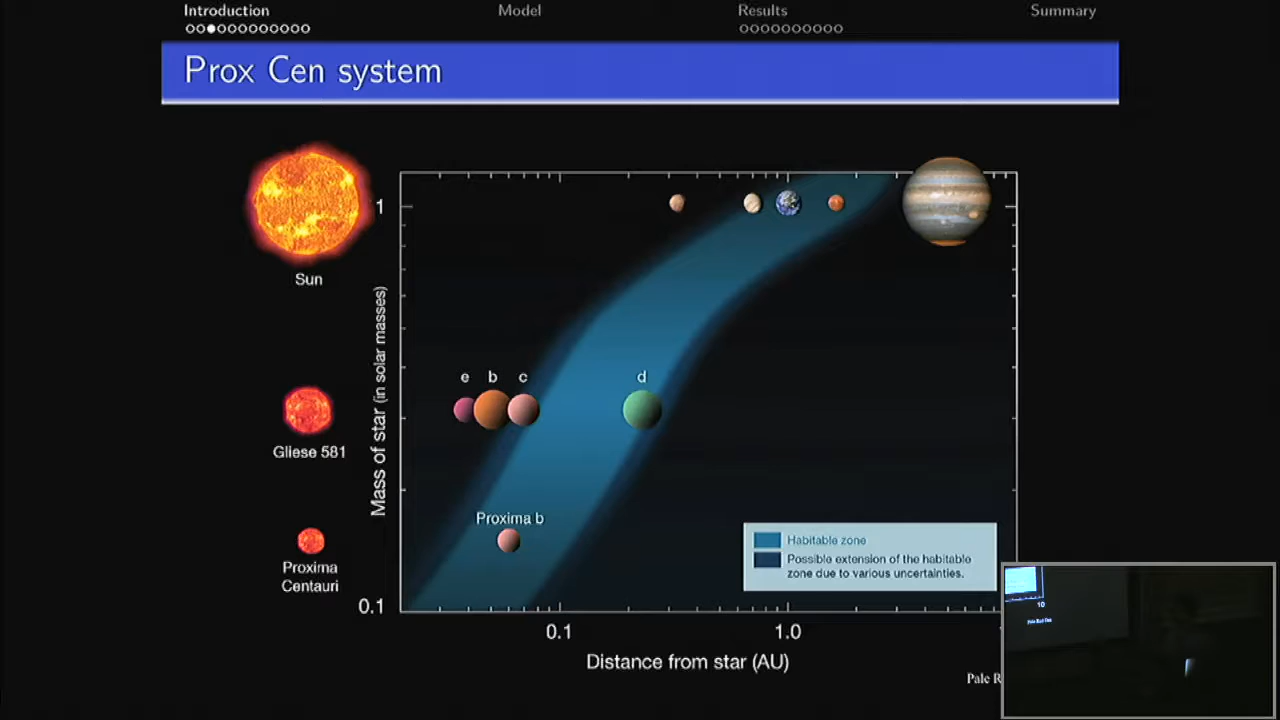 Introduction
Model
Results
Summary
Prox Cen system
Sun
Gliese 581
Proxima
Centauri
Mass of star (in solar masses)
1
0.1
e b c d
Proxima b
Habitable zone
Possible extension of the habitable
zone due to various uncertainties.
0.1 1.0
Distance from star (AU)
Pale R
10